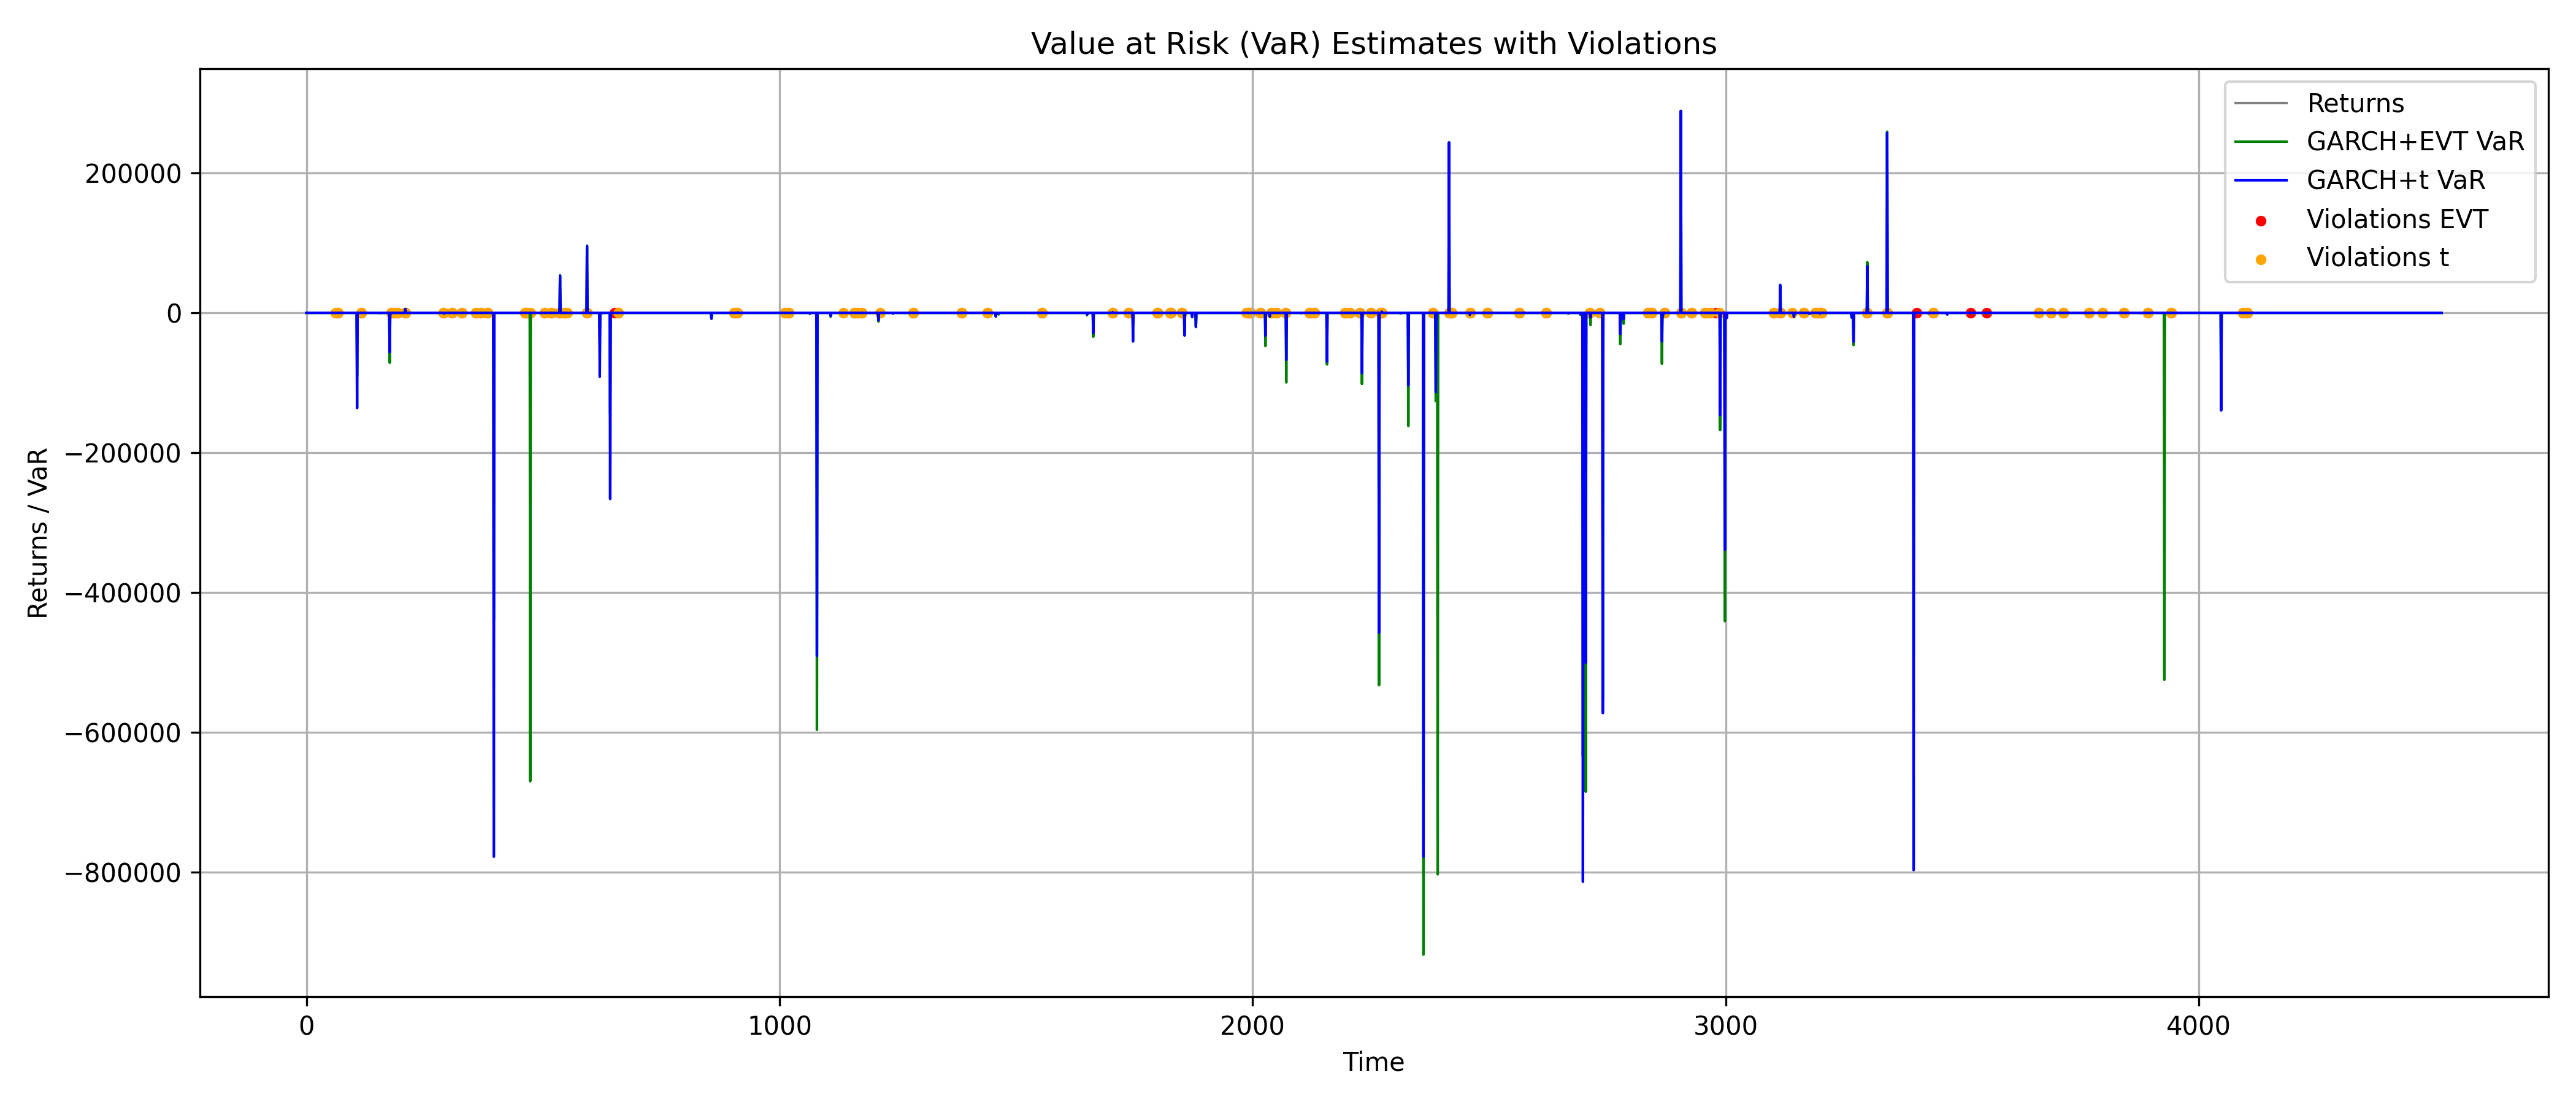 Value at Risk (VaR) Estimates with Violations
Returns
GARCH+EVT VaR
GARCH+t VaR
Violations EVT
Violations t
Returns / VaR
200000
0
−200000
−400000
−600000
−800000
0 1000 2000 3000 4000
Time